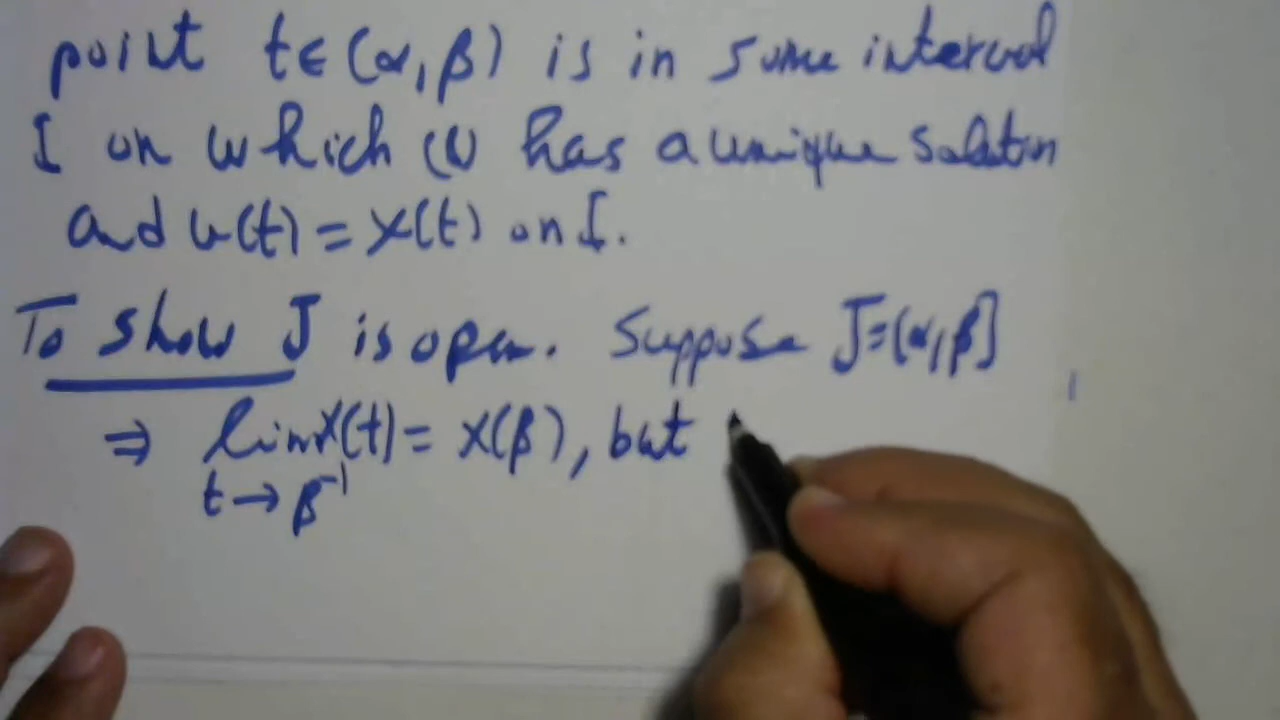 point t∈(α,β) is in some interval
I on which (1) has a unique solution
and u(t) = x(t) on I.
To show J is open. Suppose J=(α,β]
⇒ lim x(t) = x(β), but
t→β⁻